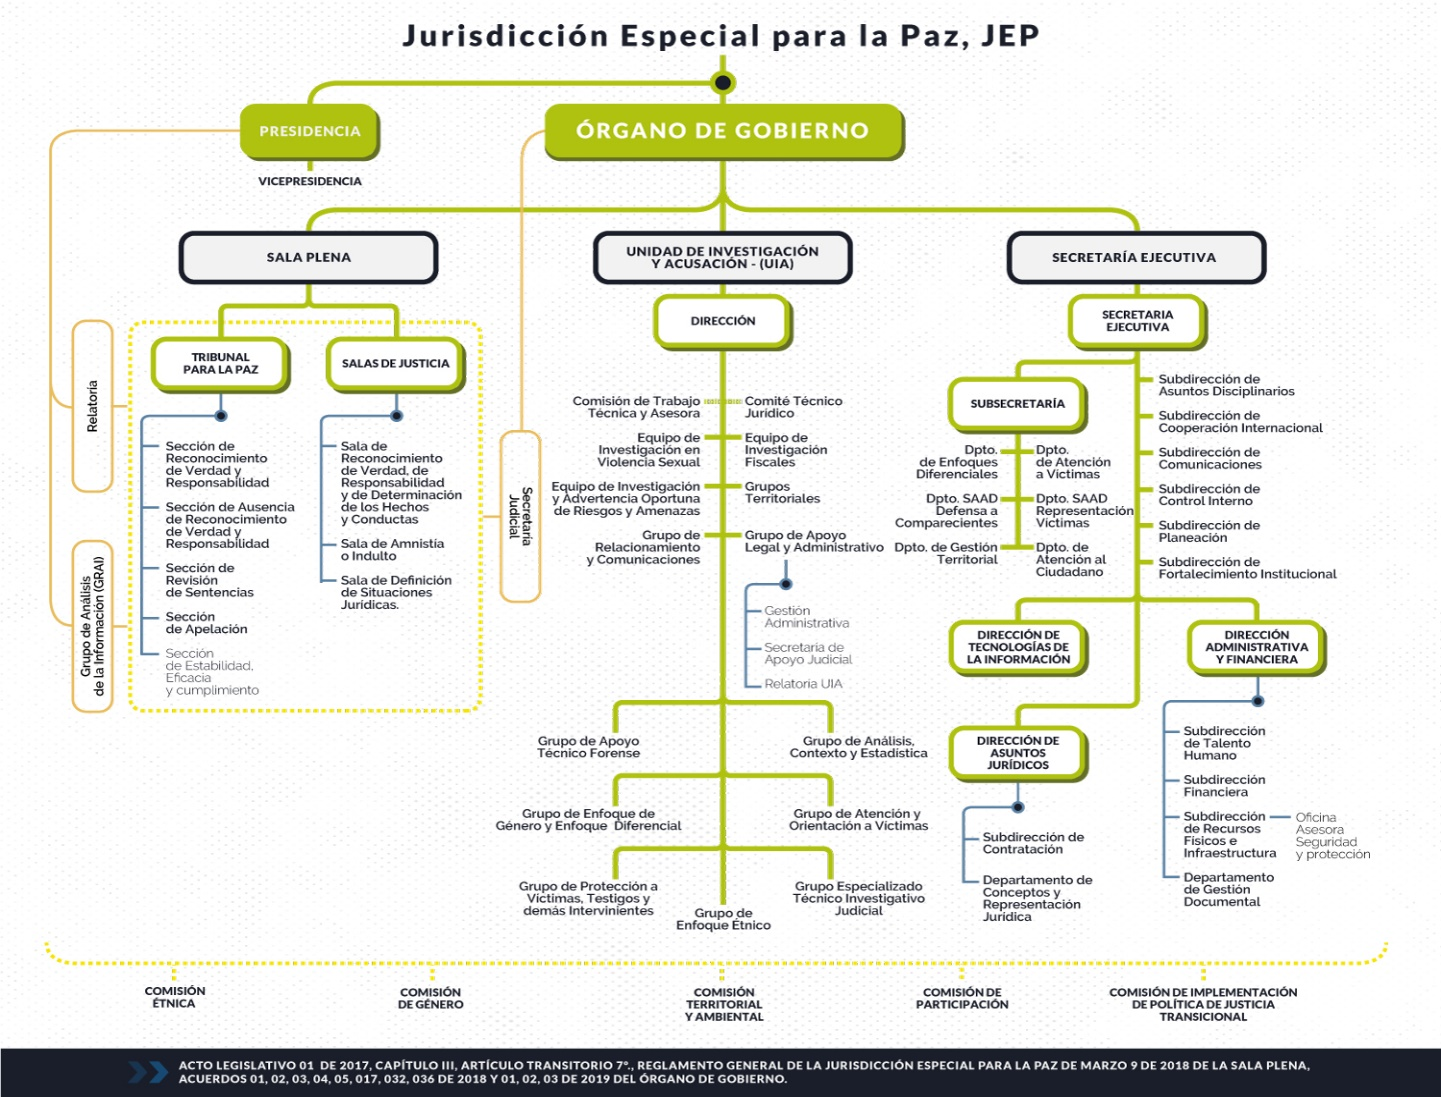 Jurisdicción Especial para la Paz, JEP
PRESIDENCIA
ÓRGANO DE GOBIERNO
VICEPRESIDENCIA
SALA PLENA
UNIDAD DE INVESTIGACIÓN
Y ACUSACIÓN - (UIA)
SECRETARÍA EJECUTIVA
Relatoría
Grupo de Análisis
de la Información (GRAI)
TRIBUNAL
PARA LA PAZ
Sección de
Reconocimiento
de Verdad y
Responsabilidad
Sección de Ausencia
de Reconocimiento
de Verdad y
Responsabilidad
Sección de
Revisión
de Sentencias
Sección
de Apelación
Sección
de Estabilidad,
Eficacia
y cumplimiento
SALAS DE JUSTICIA
Sala de
Reconocimiento
de Verdad, de
Responsabilidad
y de Determinación
de los Hechos
y Conductas
Sala de Amnistía
o Indulto
Sala de Definición
de Situaciones
Jurídicas.
Secretaria
Judicial
DIRECCIÓN
Comisión de Trabajo
Técnica y Asesora
Comité Técnico
Jurídico
Equipo de
Investigación en
Violencia Sexual
Equipo de
Investigación
Fiscales
Equipo de Investigación
y Advertencia Oportuna
de Riesgos y Amenazas
Grupos
Territoriales
Grupo de
Relacionamiento
y Comunicaciones
Grupo de Apoyo
Legal y Administrativo
Gestión
Administrativa
Secretaría de
Apoyo Judicial
Relatoria UIA
Grupo de Apoyo
Técnico Forense
Grupo de Análisis,
Contexto y Estadística
Grupo de Enfoque de
Género y Enfoque Diferencial
Grupo de Atención y
Orientación a Víctimas
Grupo de Protección a
Víctimas, Testigos y
demás Intervinientes
Grupo Especializado
Técnico Investigativo
Judicial
Grupo de
Enfoque Étnico
SECRETARIA
EJECUTIVA
SUBSECRETARÍA
Dpto.
de Enfoques
Diferenciales
Dpto.
de Atención
a Víctimas
Dpto. SAAD
Defensa a
Comparecientes
Dpto. SAAD
Representación
Víctimas
Dpto. de Gestión
Territorial
Dpto. de
Atención al
Ciudadano
Subdirección de
Asuntos Disciplinarios
Subdirección de
Cooperación Internacional
Subdirección de
Comunicaciones
Subdirección de
Control Interno
Subdirección de
Planeación
Subdirección de
Fortalecimiento Institucional
DIRECCIÓN DE
TECNOLOGÍAS DE
LA INFORMACIÓN
DIRECCIÓN
ADMINISTRATIVA
Y FINANCIERA
DIRECCIÓN DE
ASUNTOS
JURÍDICOS
Subdirección de
Contratación
Departamento de
Conceptos y
Representación
Jurídica
Subdirección
de Talento
Humano
Subdirección
Financiera
Subdirección
de Recursos
Físicos e
Infraestructura
Oficina
Asesora
Seguridad
y protección
Departamento
de Gestión
Documental
COMISIÓN
ÉTNICA
COMISIÓN
DE GÉNERO
COMISIÓN
TERRITORIAL
Y AMBIENTAL
COMISIÓN DE
PARTICIPACIÓN
COMISIÓN DE IMPLEMENTACIÓN
DE POLÍTICA DE JUSTICIA
TRANSICIONAL
ACTO LEGISLATIVO 01 DE 2017, CAPÍTULO III, ARTÍCULO TRANSITORIO 7°., REGLAMENTO GENERAL DE LA JURISDICCIÓN ESPECIAL PARA LA PAZ DE MARZO 9 DE 2018 DE LA SALA PLENA,
ACUERDOS 01, 02, 03, 04, 05, 017, 032, 036 DE 2018 Y 01, 02, 03 DE 2019 DEL ÓRGANO DE GOBIERNO.